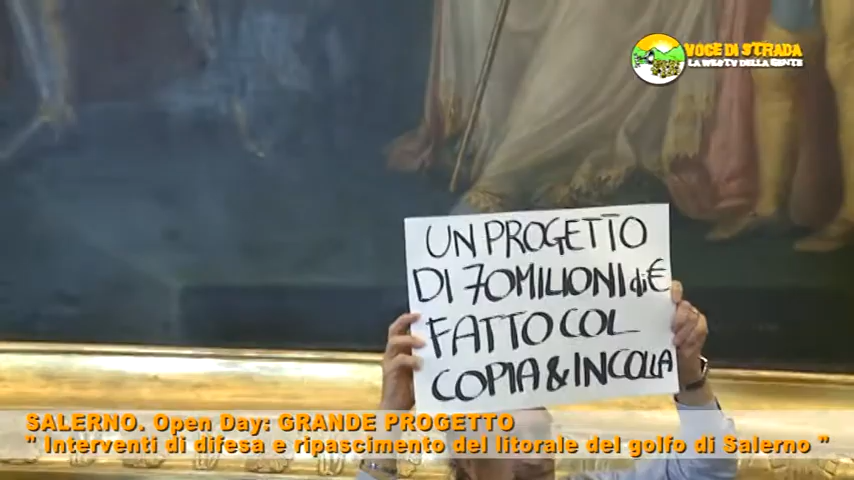 VOCE DI STRADA
LA WEB TV DELLA GENTE
UN PROGETTO
DI 70 MILIONI di €
FATTO COL
COPIA & INCOLLA
SALERNO. Open Day: GRANDE PROGETTO
" Interventi di difesa e ripascimento del litorale del golfo di Salerno "